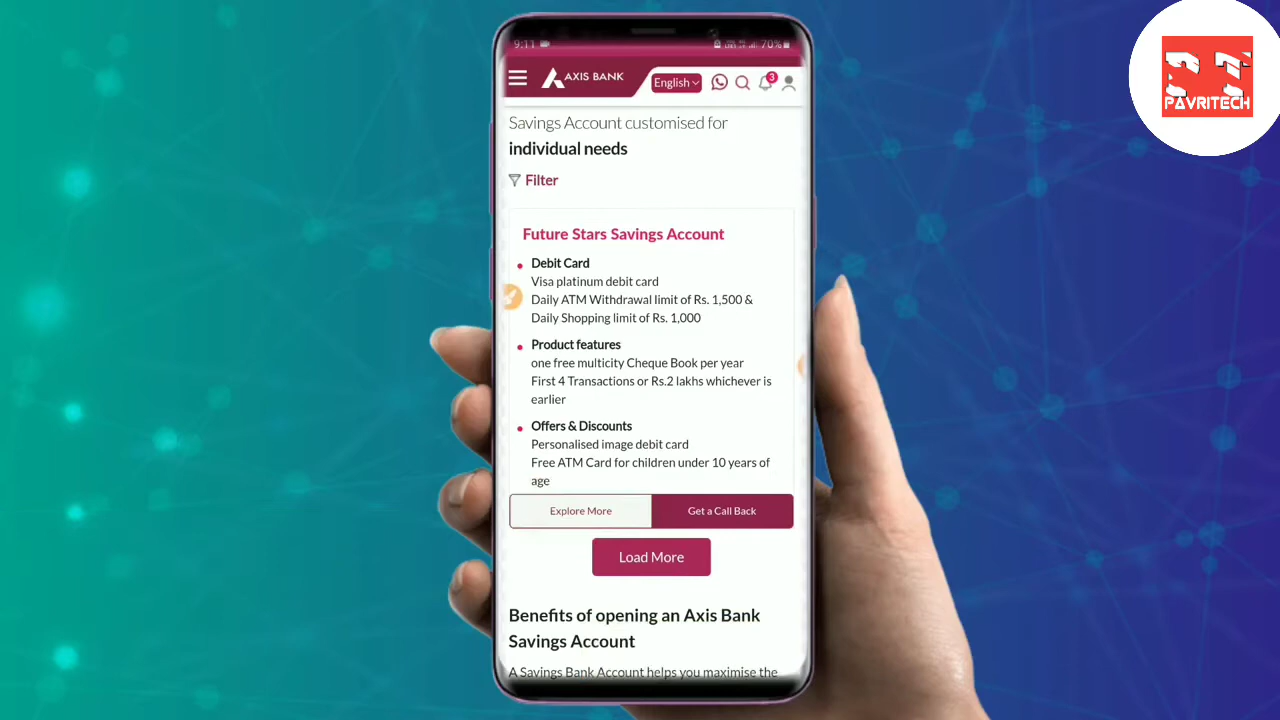 9:11
70%
AXIS BANK
English
3
PAVRITECH
Savings Account customised for
individual needs
Filter
Future Stars Savings Account
Debit Card
Visa platinum debit card
Daily ATM Withdrawal limit of Rs. 1,500 &
Daily Shopping limit of Rs. 1,000
Product features
one free multicity Cheque Book per year
First 4 Transactions or Rs.2 lakhs whichever is
earlier
Offers & Discounts
Personalised image debit card
Free ATM Card for children under 10 years of
age
Explore More
Get a Call Back
Load More
Benefits of opening an Axis Bank
Savings Account
A Savings Bank Account helps you maximise the